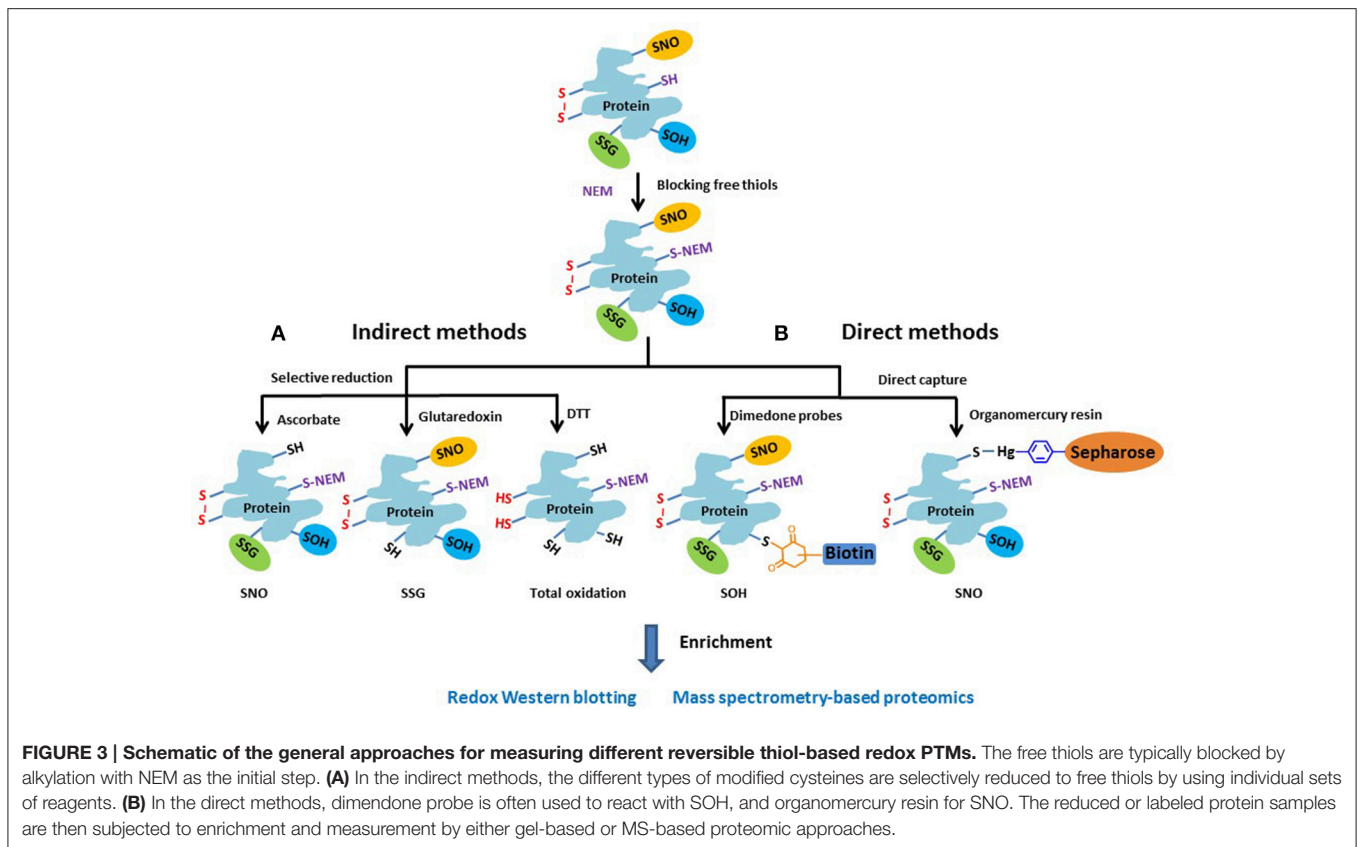 SNO
SH
S
S
Protein
SSG
SOH
NEM
Blocking free thiols
SNO
S-NEM
S
S
Protein
SSG
SOH
A Indirect methods
B Direct methods
Selective reduction
Direct capture
Ascorbate
Glutaredoxin
DTT
Dimedone probes
Organomercury resin
SH
S-NEM
S
S
Protein
SSG
SOH
SNO
SNO
S-NEM
S
S
Protein
SH
SOH
SSG
SH
S-NEM
HS
HS
Protein
SH
SH
Total oxidation
SNO
S-NEM
S
S
Protein
SSG
S
O
O
Biotin
SOH
S-Hg
Sepharose
S-NEM
S
S
Protein
SSG
SOH
SNO
Enrichment
Redox Western blotting
Mass spectrometry-based proteomics
FIGURE 3 | Schematic of the general approaches for measuring different reversible thiol-based redox PTMs. The free thiols are typically blocked by
alkylation with NEM as the initial step. (A) In the indirect methods, the different types of modified cysteines are selectively reduced to free thiols by using individual sets
of reagents. (B) In the direct methods, dimendone probe is often used to react with SOH, and organomercury resin for SNO. The reduced or labeled protein samples
are then subjected to enrichment and measurement by either gel-based or MS-based proteomic approaches.